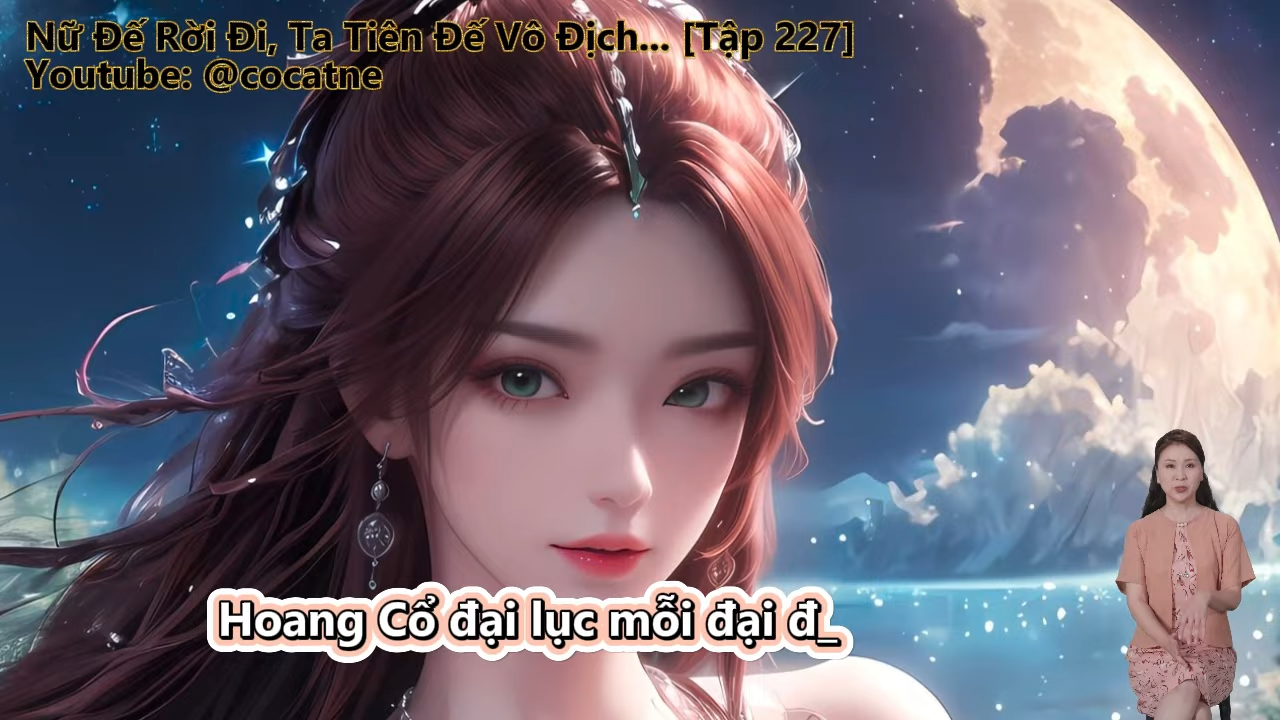 Nữ Đế Rời Đi, Ta Tiên Đế Vô Địch... [Tập 227]
Youtube: @cocatne
Hoang Cổ đại lục mỗi đại đ_